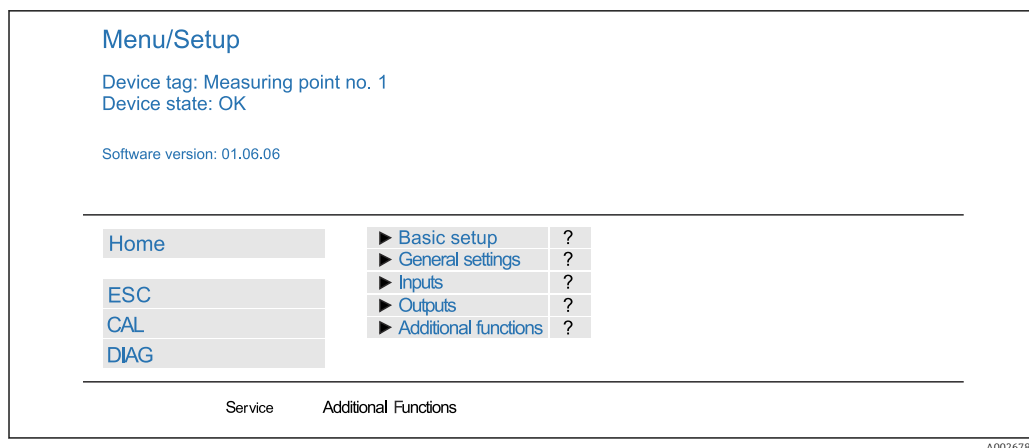 Menu/Setup
Device tag: Measuring point no. 1
Device state: OK
Software version: 01.06.06
Home
ESC
CAL
DIAG
► Basic setup ?
► General settings ?
► Inputs ?
► Outputs ?
► Additional functions ?
Service Additional Functions